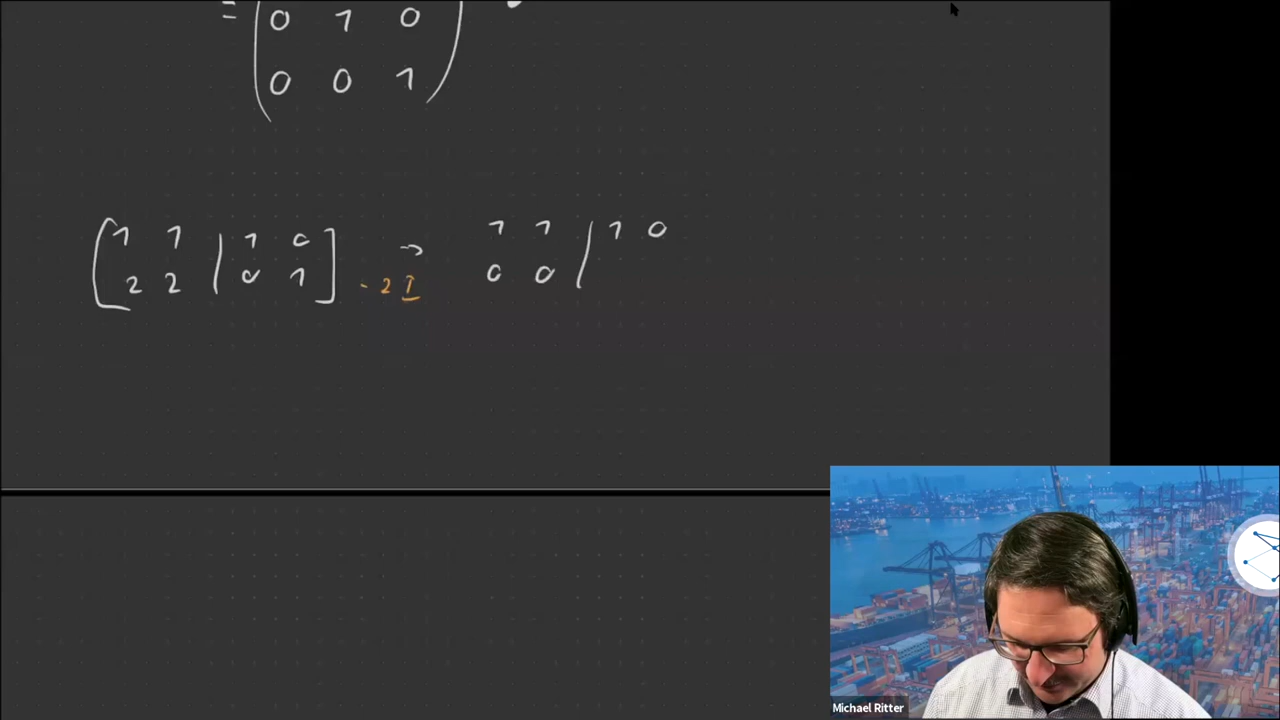 = ( 0 1 0
0 0 1 )
[ 1 1 | 1 0 → 1 1 | 1 0
2 2 | 0 1 ] - 2 I 0 0 |
Michael Ritter